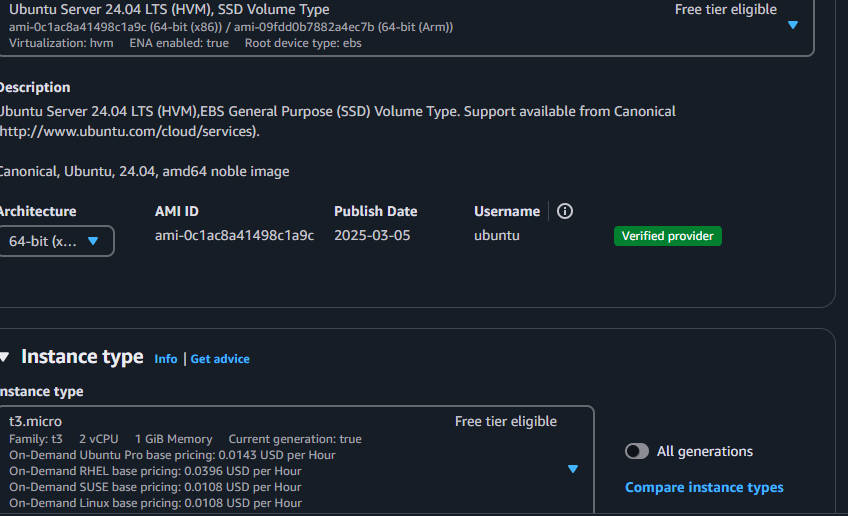 Ubuntu Server 24.04 LTS (HVM), SSD Volume Type
Free tier eligible
ami-0c1ac8a41498c1a9c (64-bit (x86)) / ami-09fdd0b7882a4ec7b (64-bit (Arm))
Virtualization: hvm ENA enabled: true Root device type: ebs
Description
Ubuntu Server 24.04 LTS (HVM),EBS General Purpose (SSD) Volume Type. Support available from Canonical
http://www.ubuntu.com/cloud/services).
Canonical, Ubuntu, 24.04, amd64 noble image
Architecture AMI ID Publish Date Username
64-bit (x... ami-0c1ac8a41498c1a9c 2025-03-05 ubuntu Verified provider
Instance type Info | Get advice
Instance type
t3.micro Free tier eligible
Family: t3 2 vCPU 1 GiB Memory Current generation: true
On-Demand Ubuntu Pro base pricing: 0.0143 USD per Hour
On-Demand RHEL base pricing: 0.0396 USD per Hour
On-Demand SUSE base pricing: 0.0108 USD per Hour
On-Demand Linux base pricing: 0.0108 USD per Hour
All generations
Compare instance types